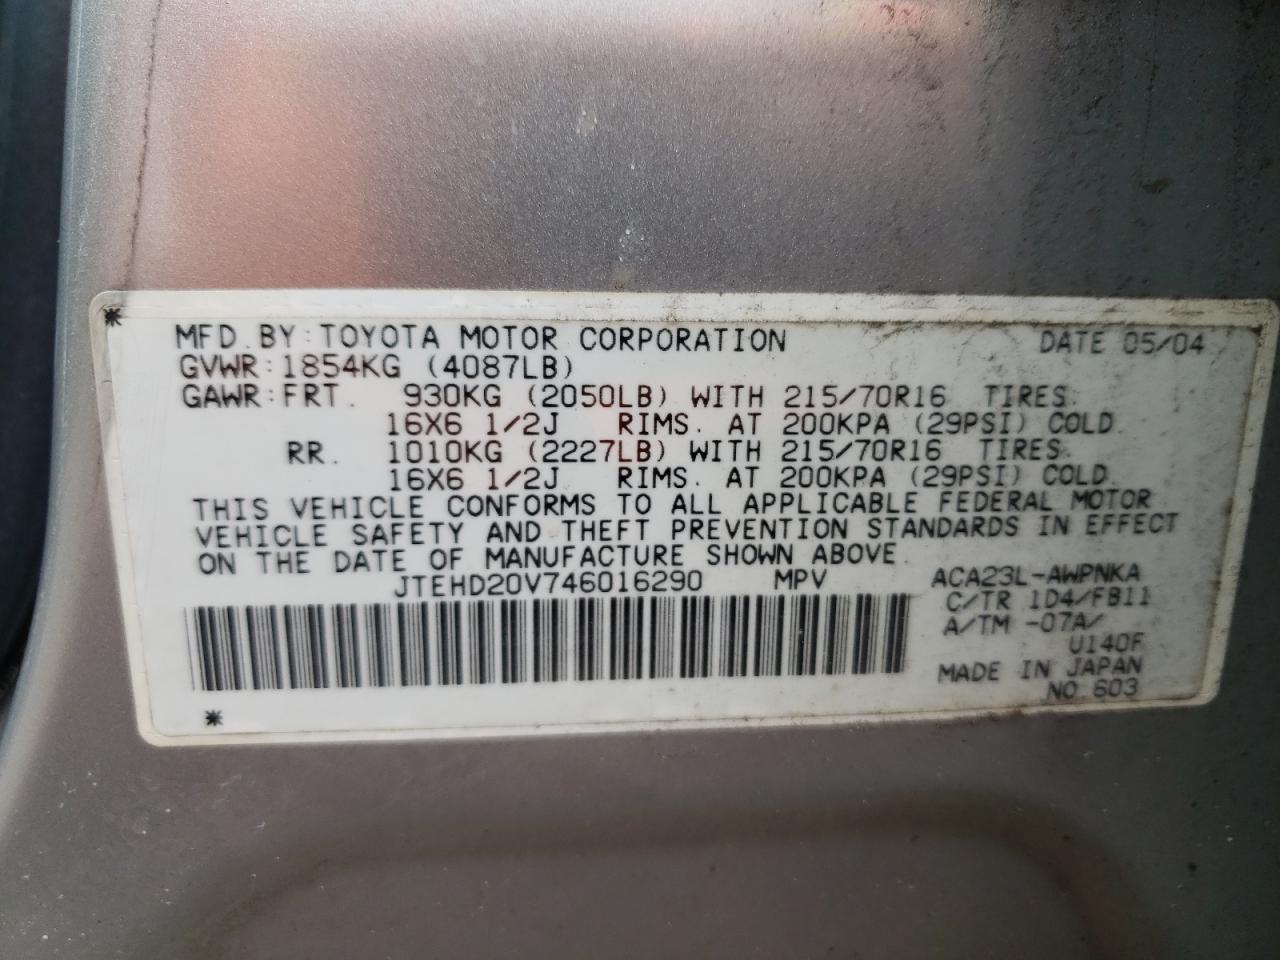 MFD. BY: TOYOTA MOTOR CORPORATION DATE 05/04
GVWR: 1854KG (4087LB)
GAWR: FRT. 930KG (2050LB) WITH 215/70R16 TIRES.
16X6 1/2J RIMS. AT 200KPA (29PSI) COLD.
RR. 1010KG (2227LB) WITH 215/70R16 TIRES.
16X6 1/2J RIMS. AT 200KPA (29PSI) COLD.
THIS VEHICLE CONFORMS TO ALL APPLICABLE FEDERAL MOTOR
VEHICLE SAFETY AND THEFT PREVENTION STANDARDS IN EFFECT
ON THE DATE OF MANUFACTURE SHOWN ABOVE.
JTEHD20V746016290 MPV ACA23L-AWPNKA
C/TR 1D4/FB11
A/TM -07A/
U140F
MADE IN JAPAN
NO.603